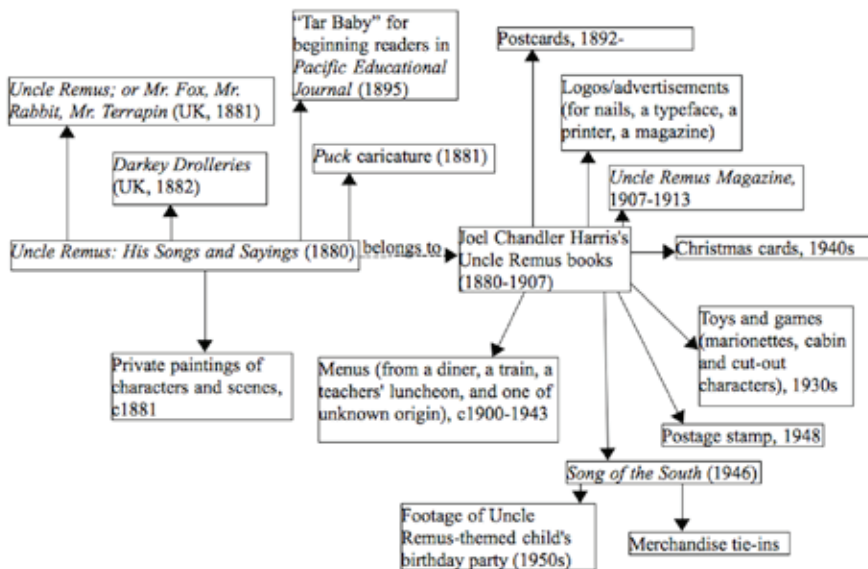 “Tar Baby” for
beginning readers in
Pacific Educational
Journal (1895)
Postcards, 1892-
Uncle Remus; or Mr. Fox, Mr.
Rabbit, Mr. Terrapin (UK, 1881)
Logos/advertisements
(for nails, a typeface, a
printer, a magazine)
Darkey Drolleries
(UK, 1882)
Puck caricature (1881)
Uncle Remus Magazine,
1907-1913
Uncle Remus: His Songs and Sayings (1880)
belongs to
Joel Chandler Harris's
Uncle Remus books
(1880-1907)
Christmas cards, 1940s
Private paintings of
characters and scenes,
c1881
Menus (from a diner, a train, a
teachers' luncheon, and one of
unknown origin), c1900-1943
Toys and games
(marionettes, cabin
and cut-out
characters), 1930s
Postage stamp, 1948
Song of the South (1946)
Footage of Uncle
Remus-themed child's
birthday party (1950s)
Merchandise tie-ins